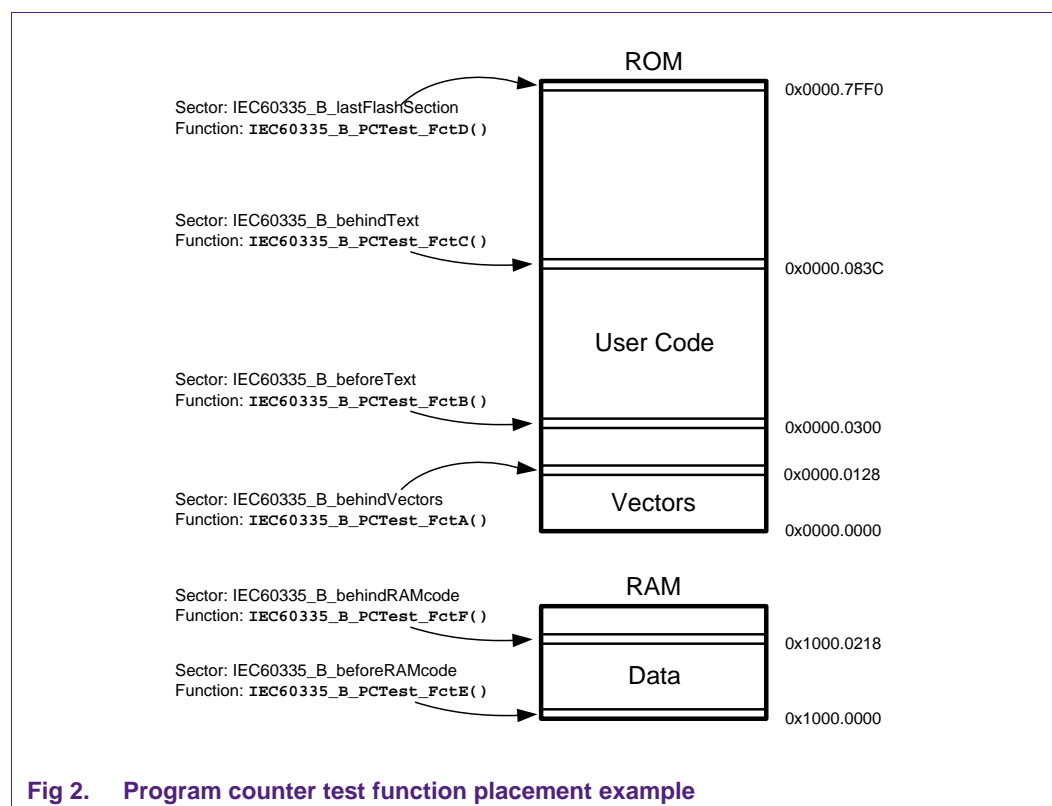 ROM
0x0000.7FF0
Sector: IEC60335_B_lastFlashSection
Function: IEC60335_B_PCTest_FctD()
Sector: IEC60335_B_behindText
Function: IEC60335_B_PCTest_FctC()
0x0000.083C
User Code
Sector: IEC60335_B_beforeText
Function: IEC60335_B_PCTest_FctB()
0x0000.0300
0x0000.0128
Sector: IEC60335_B_behindVectors
Function: IEC60335_B_PCTest_FctA()
Vectors
0x0000.0000
RAM
Sector: IEC60335_B_behindRAMcode
Function: IEC60335_B_PCTest_FctF()
0x1000.0218
Sector: IEC60335_B_beforeRAMcode
Function: IEC60335_B_PCTest_FctE()
Data
0x1000.0000
Fig 2. Program counter test function placement example